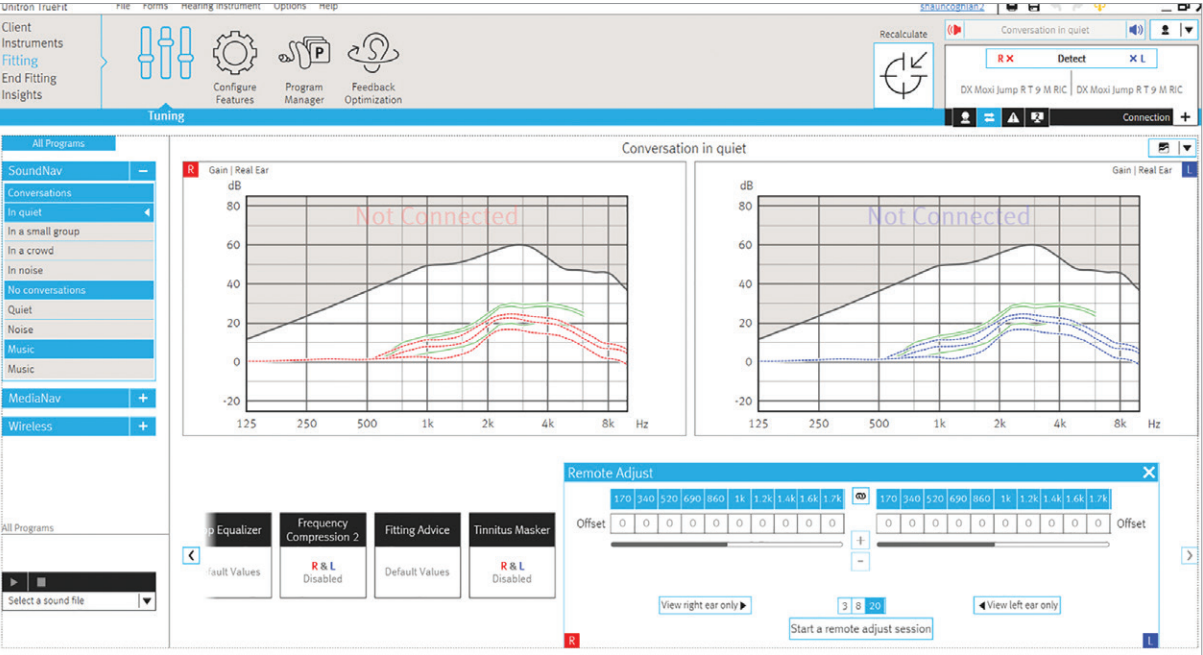 Unitron TrueFit File Forms Hearing Instrument Options Help shauncoghlan2
Client
Instruments
Fitting
End Fitting
Insights
Configure
Features
Program
Manager
Feedback
Optimization
Tuning
Recalculate
Conversation in quiet
R X Detect X L
DX Moxi Jump R T 9 M RIC DX Moxi Jump R T 9 M RIC
Connection +
All Programs
SoundNav −
Conversations
In quiet
In a small group
In a crowd
In noise
No conversations
Quiet
Noise
Music
Music
MediaNav +
Wireless +
All Programs
Select a sound file
Conversation in quiet
R Gain | Real Ear
dB
Not Connected
80
60
40
20
0
-20
125 250 500 1k 2k 4k 8k Hz
Gain | Real Ear L
dB
Not Connected
80
60
40
20
0
-20
125 250 500 1k 2k 4k 8k Hz
p Equalizer
fault Values
Frequency
Compression 2
R & L
Disabled
Fitting Advice
Default Values
Tinnitus Masker
R & L
Disabled
Remote Adjust X
170 340 520 690 860 1k 1.2k 1.4k 1.6k 1.7k 170 340 520 690 860 1k 1.2k 1.4k 1.6k 1.7k
Offset 0 0 0 0 0 0 0 0 0 0 0 0 0 0 0 0 0 0 0 0 Offset
+
-
View right ear only 3 8 20 View left ear only
Start a remote adjust session
R L